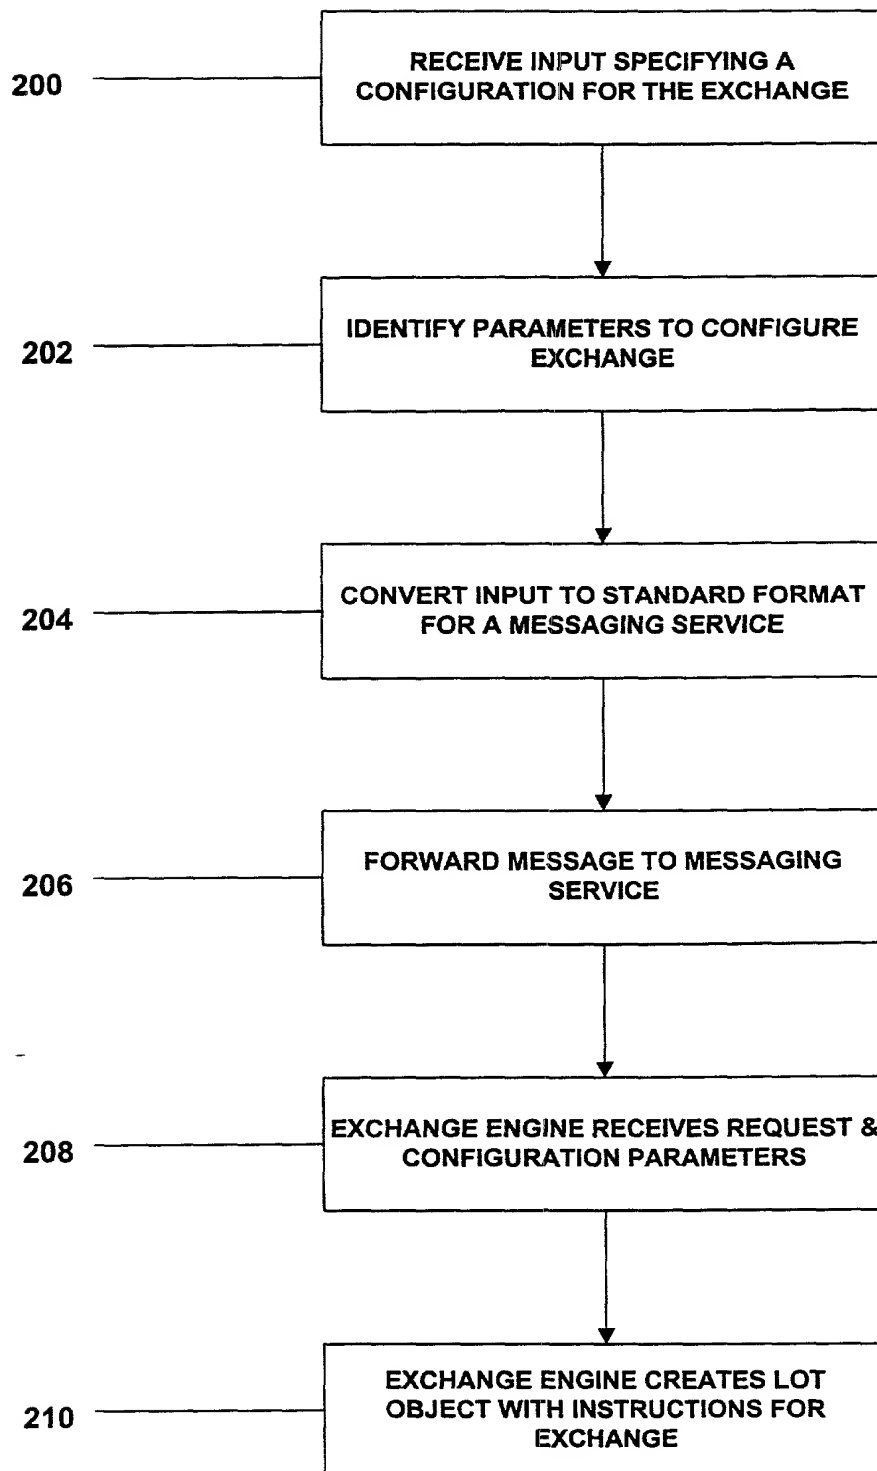 200
RECEIVE INPUT SPECIFYING A
CONFIGURATION FOR THE EXCHANGE
202
IDENTIFY PARAMETERS TO CONFIGURE
EXCHANGE
204
CONVERT INPUT TO STANDARD FORMAT
FOR A MESSAGING SERVICE
206
FORWARD MESSAGE TO MESSAGING
SERVICE
208
EXCHANGE ENGINE RECEIVES REQUEST &
CONFIGURATION PARAMETERS
210
EXCHANGE ENGINE CREATES LOT
OBJECT WITH INSTRUCTIONS FOR
EXCHANGE